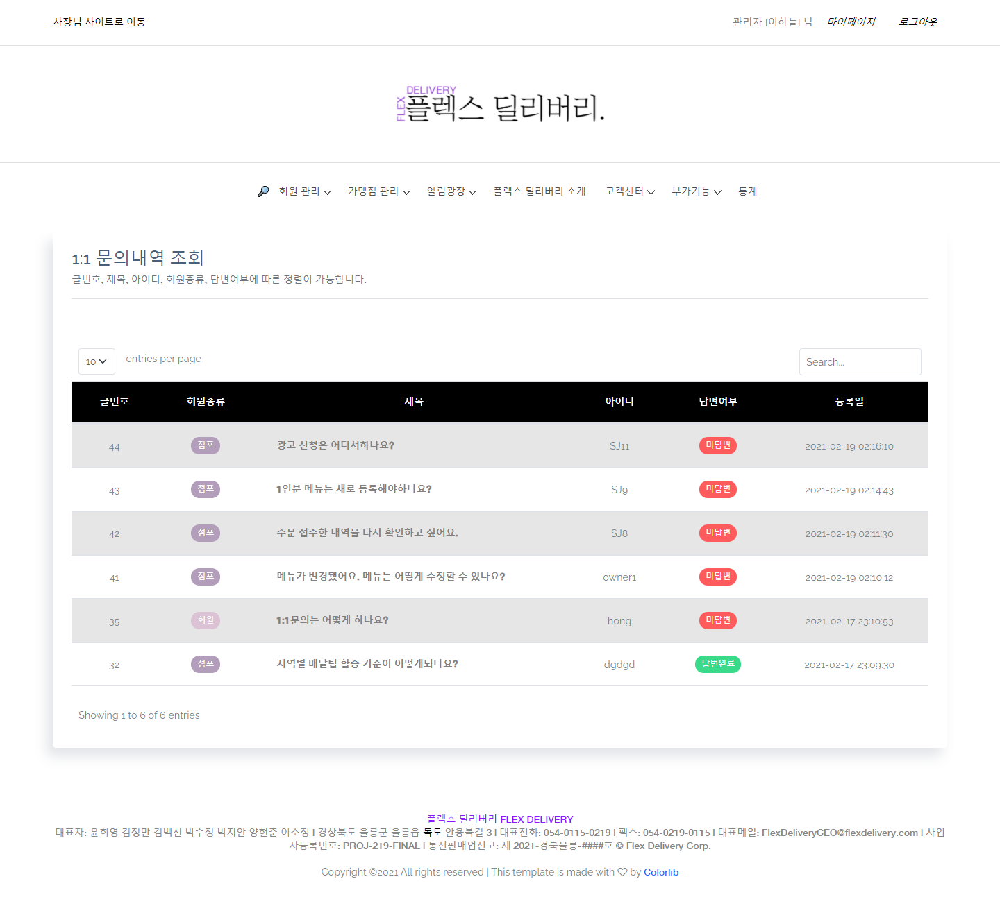 사장님 사이트로 이동 관리자 [이하늘] 님 마이페이지 로그아웃
DELIVERY
FLEX
플렉스 딜리버리.
회원 관리 가맹점 관리 알림광장 플렉스 딜리버리 소개 고객센터 부가기능 통계
1:1 문의내역 조회
글번호, 제목, 아이디, 회원종류, 답변여부에 따른 정렬이 가능합니다.
10 entries per page Search...
글번호 회원종류 제목 아이디 답변여부 등록일
44 점포 광고 신청은 어디서하나요? SJ11 미답변 2021-02-19 02:16:10
43 점포 1인분 메뉴는 새로 등록해야하나요? SJ9 미답변 2021-02-19 02:14:43
42 점포 주문 접수한 내역을 다시 확인하고 싶어요. SJ8 미답변 2021-02-19 02:11:30
41 점포 메뉴가 변경됐어요. 메뉴는 어떻게 수정할 수 있나요? owner1 미답변 2021-02-19 02:10:12
35 회원 1:1문의는 어떻게 하나요? hong 미답변 2021-02-17 23:10:53
32 점포 지역별 배달팁 할증 기준이 어떻게되나요? dgdgd 답변완료 2021-02-17 23:09:30
Showing 1 to 6 of 6 entries
플렉스 딜리버리 FLEX DELIVERY
대표자: 윤희영 김정만 김백신 박수정 박지안 양현준 이소정 l 경상북도 울릉군 울릉읍 독도 안용복길 3 l 대표전화: 054-0115-0219 l 팩스: 054-0219-0115 l 대표메일: FlexDeliveryCEO@flexdelivery.com l 사업
자등록번호: PROJ-219-FINAL l 통신판매업신고: 제 2021-경북울릉-####호 © Flex Delivery Corp.
Copyright ©2021 All rights reserved | This template is made with ♡ by Colorlib